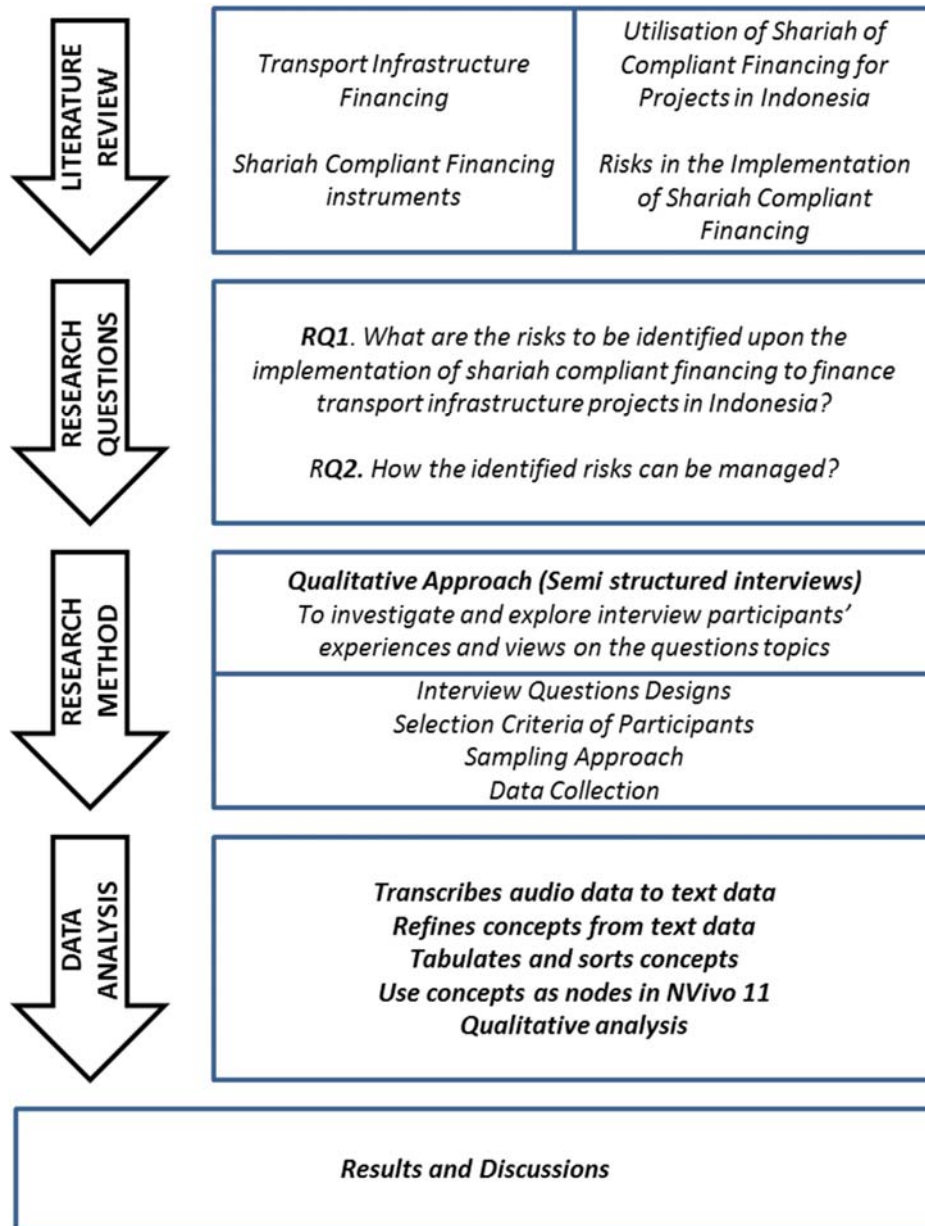 LITERATURE
REVIEW
Transport Infrastructure
Financing
Shariah Compliant Financing
instruments
Utilisation of Shariah of
Compliant Financing for
Projects in Indonesia
Risks in the Implementation
of Shariah Compliant
Financing
RESEARCH
QUESTIONS
RQ1. What are the risks to be identified upon the
implementation of shariah compliant financing to finance
transport infrastructure projects in Indonesia?
RQ2. How the identified risks can be managed?
RESEARCH
METHOD
Qualitative Approach (Semi structured interviews)
To investigate and explore interview participants’
experiences and views on the questions topics
Interview Questions Designs
Selection Criteria of Participants
Sampling Approach
Data Collection
DATA
ANALYSIS
Transcribes audio data to text data
Refines concepts from text data
Tabulates and sorts concepts
Use concepts as nodes in NVivo 11
Qualitative analysis
Results and Discussions